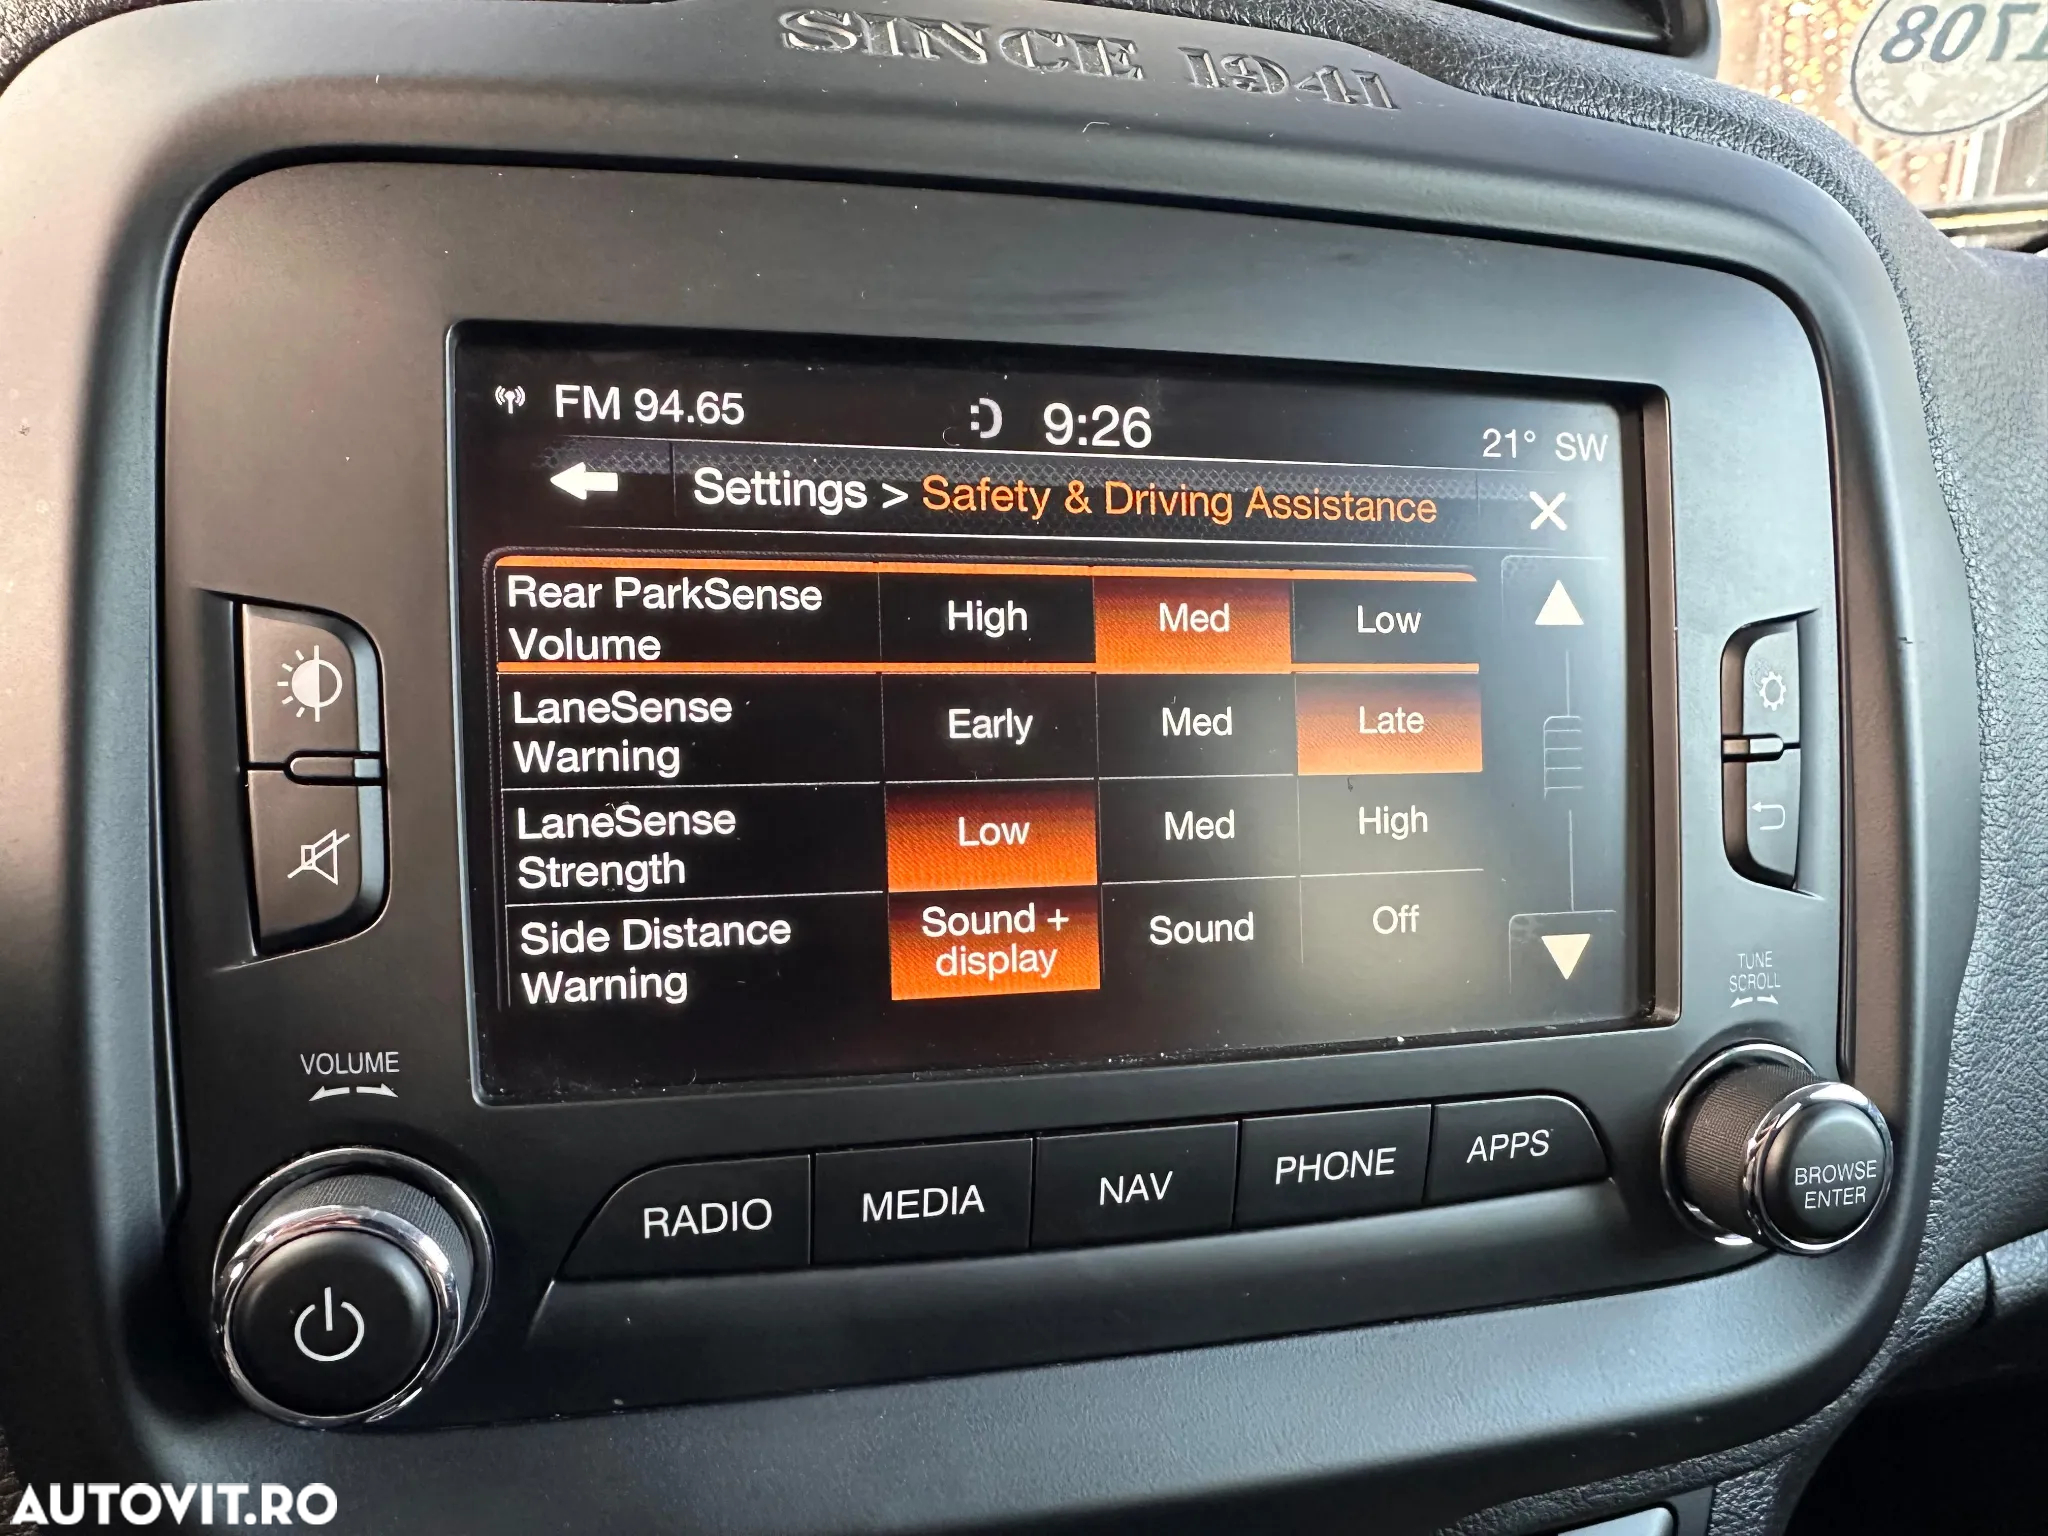 SINCE 1941
FM 94.65
9:26
21° SW
Settings > Safety & Driving Assistance
Rear ParkSense
Volume
High
Med
Low
LaneSense
Warning
Early
Med
Late
LaneSense
Strength
Low
Med
High
Side Distance
Warning
Sound +
display
Sound
Off
TUNE
SCROLL
VOLUME
RADIO
MEDIA
NAV
PHONE
APPS
BROWSE
ENTER
AUTOVIT.RO